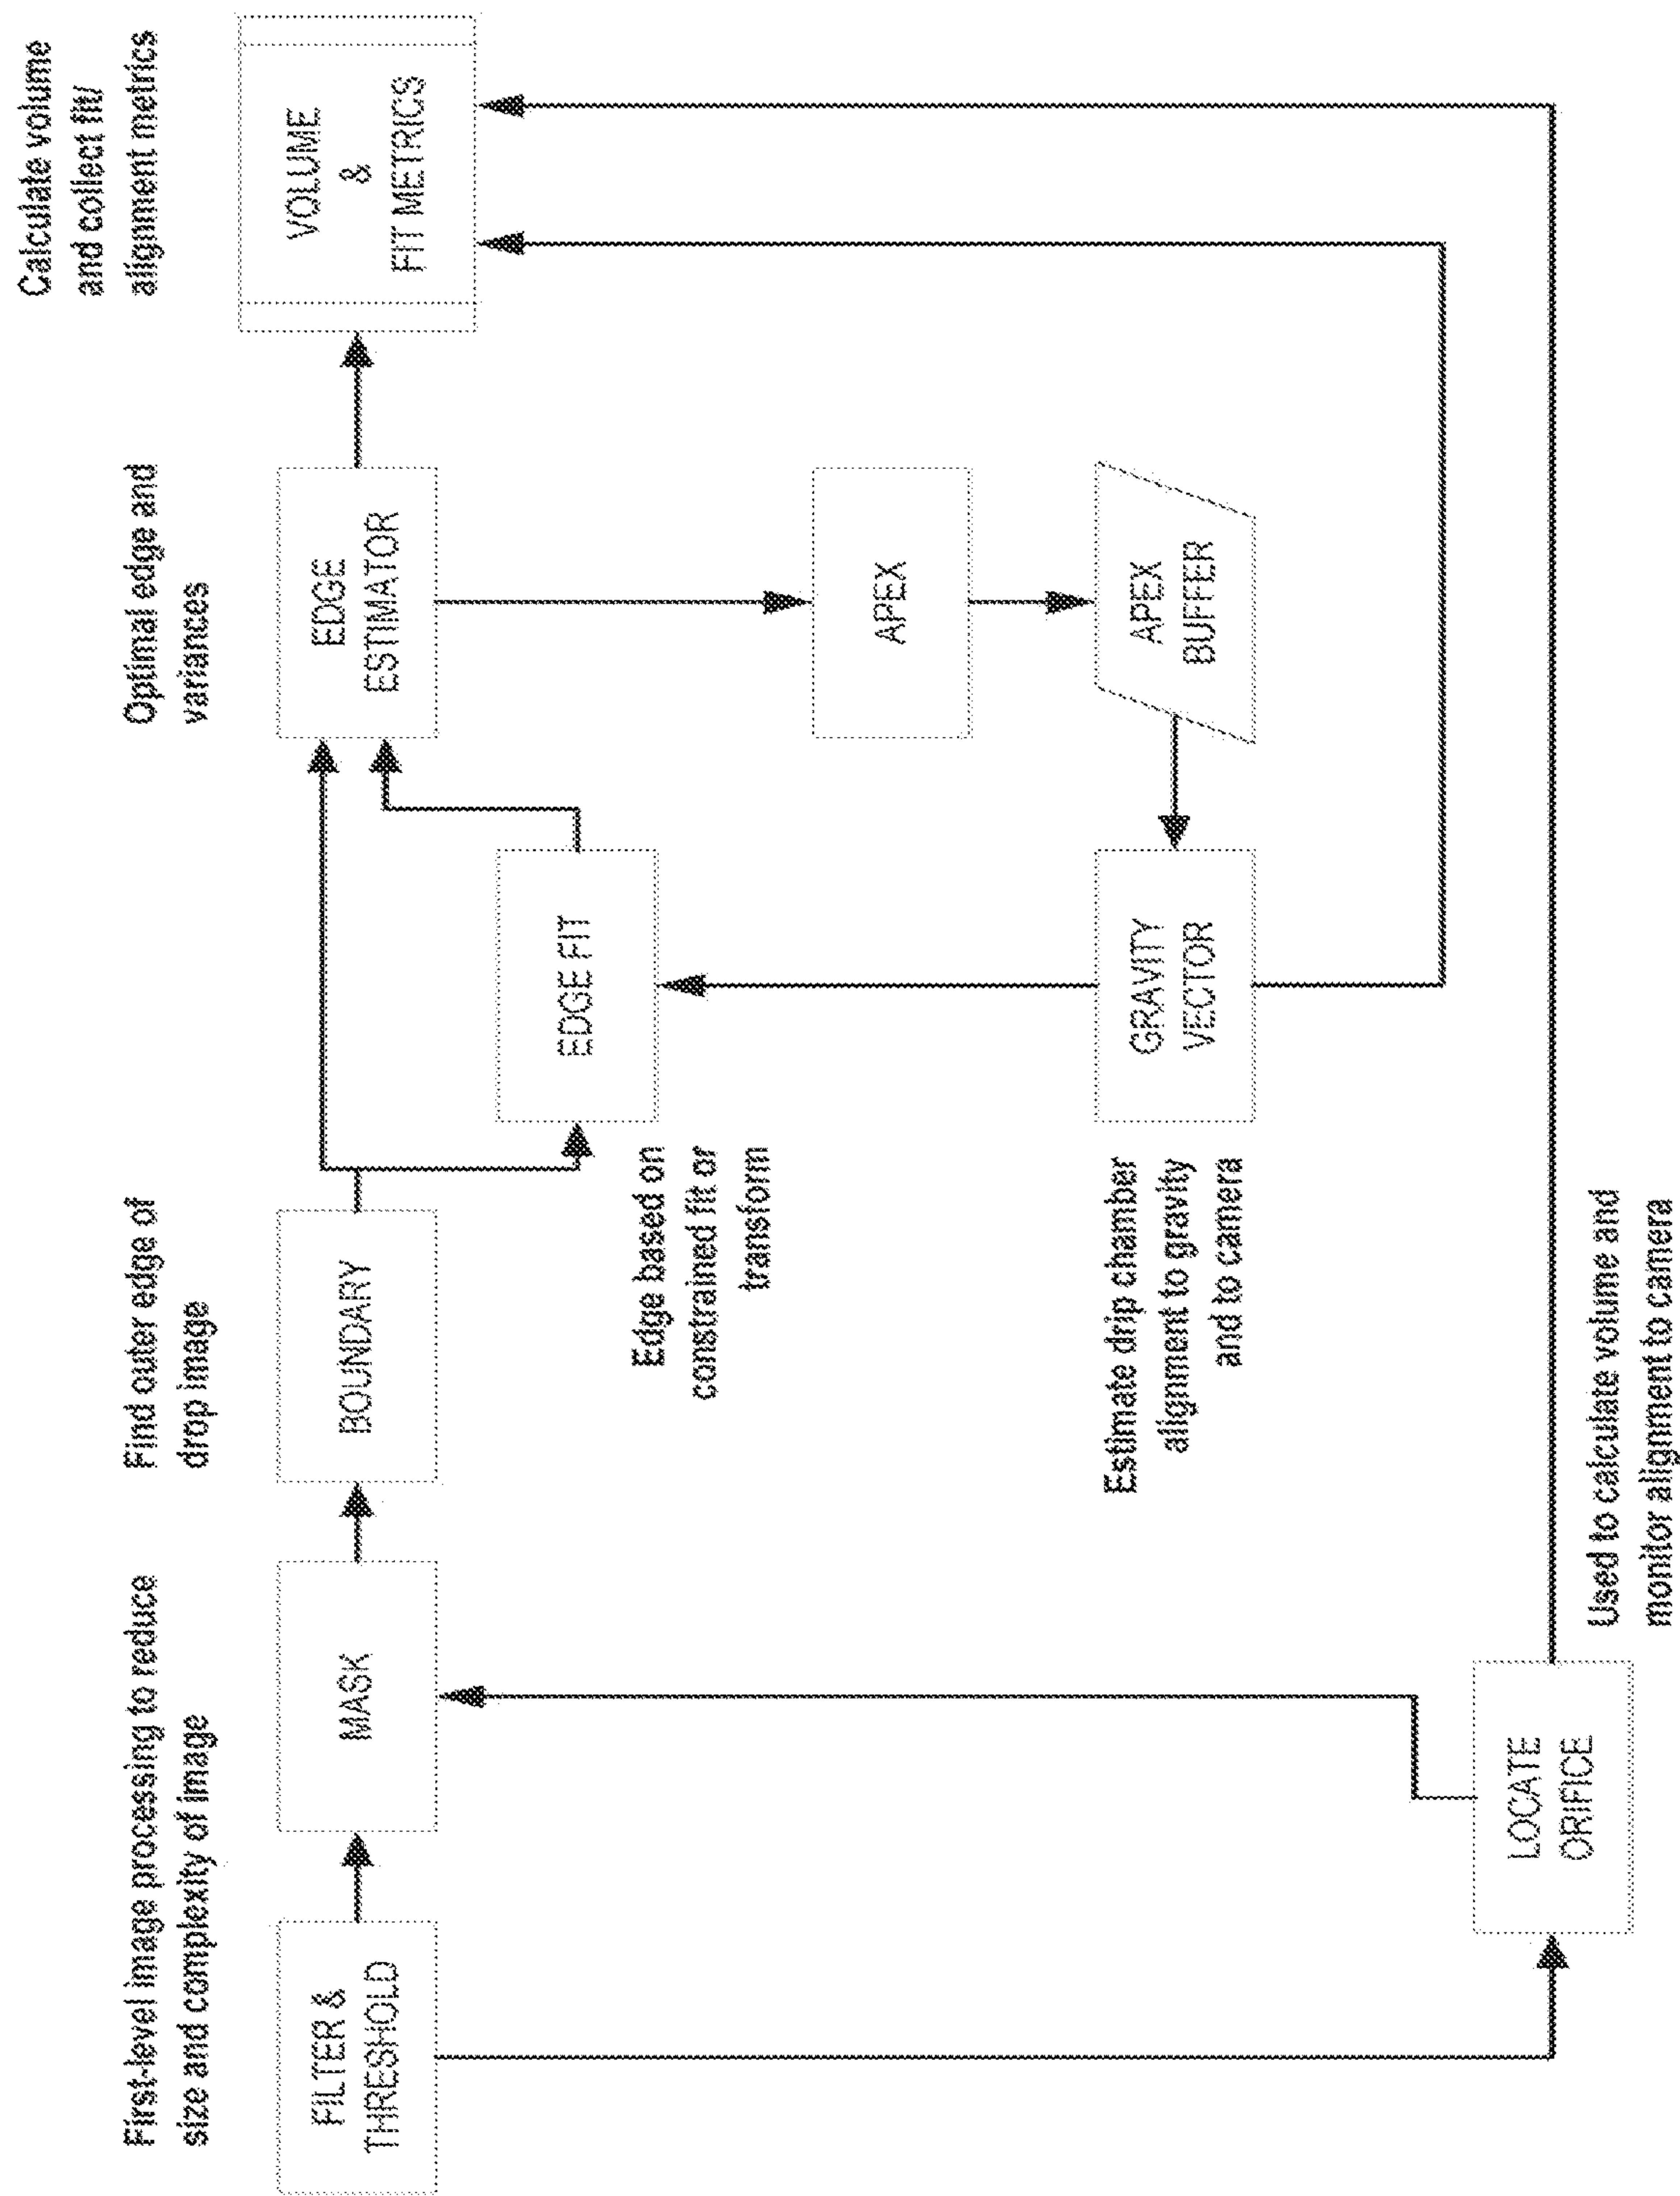 First-level image processing to reduce
size and complexity of image
Find outer edge of
drop image
Optimal edge and
variances
Calculate volume
and collect fit/
alignment metrics
FILTER &
THRESHOLD
MASK
BOUNDARY
EDGE
ESTIMATOR
VOLUME
&
FIT METRICS
EDGE FIT
Edge based on
constrained fit or
transform
APEX
Estimate drip chamber
alignment to gravity
and to camera
GRAVITY
VECTOR
APEX
BUFFER
LOCATE
ORIFICE
Used to calculate volume and
monitor alignment to camera